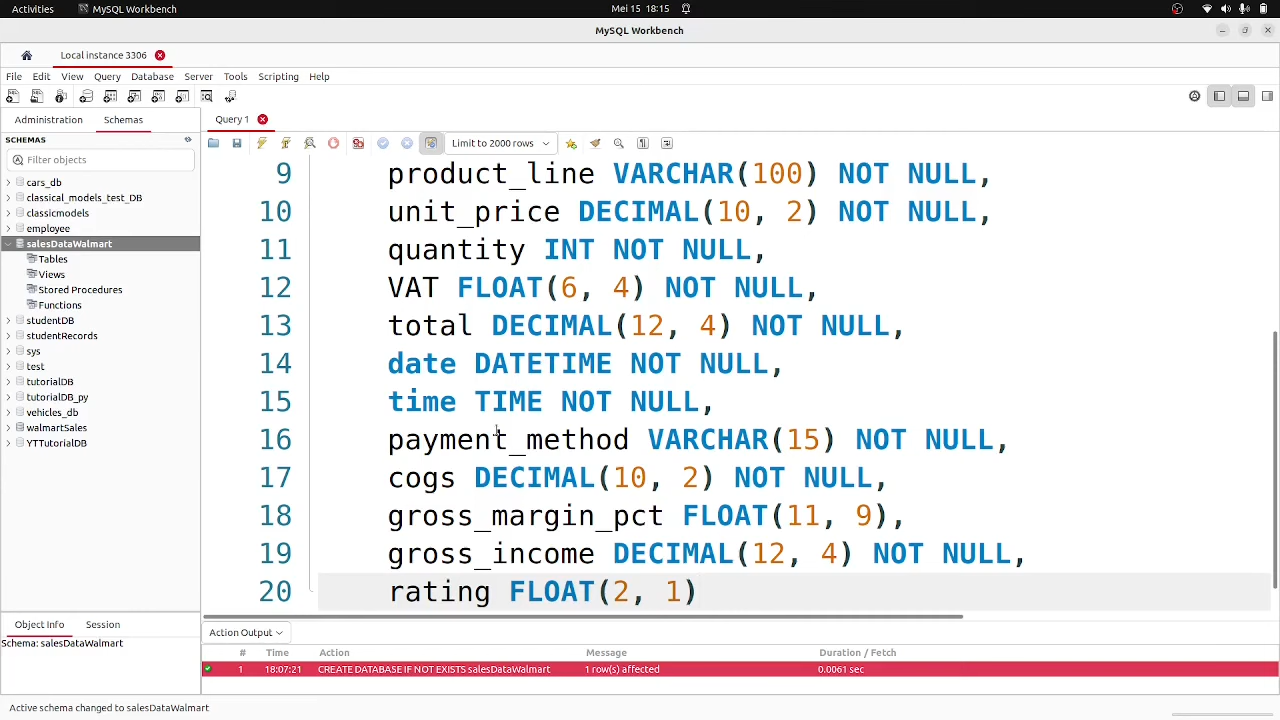 Activities MySQL Workbench Mei 15 18:15
MySQL Workbench
Local instance 3306
File Edit View Query Database Server Tools Scripting Help
Administration Schemas
Query 1
SCHEMAS
Limit to 2000 rows
Filter objects
cars_db
classical_models_test_DB
classicmodels
employee
salesDataWalmart
Tables
Views
Stored Procedures
Functions
studentDB
studentRecords
sys
test
tutorialDB
tutorialDB_py
vehicles_db
walmartSales
YTTutorialDB
9 product_line VARCHAR(100) NOT NULL,
10 unit_price DECIMAL(10, 2) NOT NULL,
11 quantity INT NOT NULL,
12 VAT FLOAT(6, 4) NOT NULL,
13 total DECIMAL(12, 4) NOT NULL,
14 date DATETIME NOT NULL,
15 time TIME NOT NULL,
16 payment_method VARCHAR(15) NOT NULL,
17 cogs DECIMAL(10, 2) NOT NULL,
18 gross_margin_pct FLOAT(11, 9),
19 gross_income DECIMAL(12, 4) NOT NULL,
20 rating FLOAT(2, 1)
Object Info Session
Schema: salesDataWalmart
Action Output
# Time Action Message Duration / Fetch
1 18:07:21 CREATE DATABASE IF NOT EXISTS salesDataWalmart 1 row(s) affected 0.0061 sec
Active schema changed to salesDataWalmart